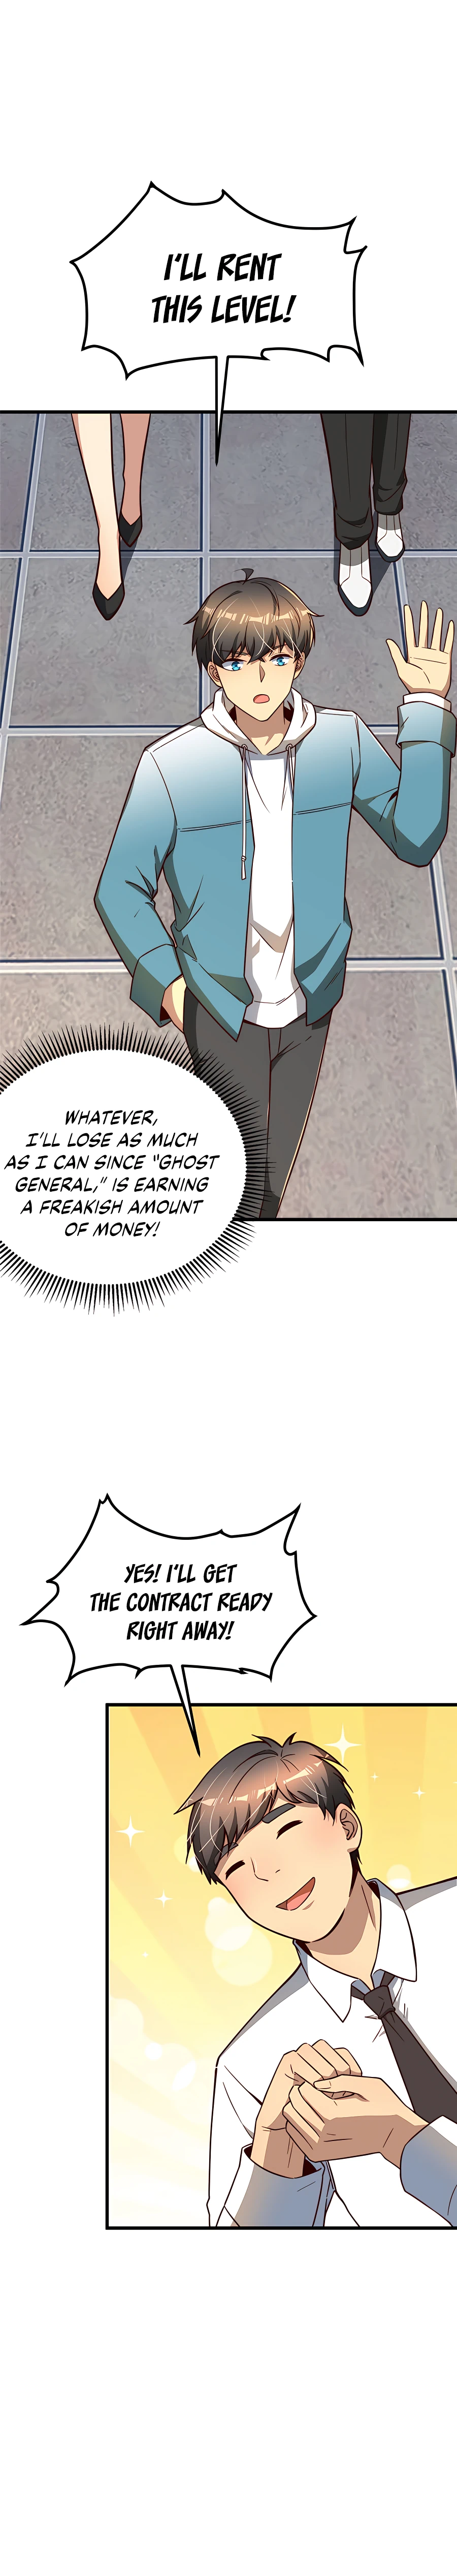 I'LL RENT
THIS LEVEL!
WHATEVER,
I'LL LOSE AS MUCH
AS I CAN SINCE "GHOST
GENERAL," IS EARNING
A FREAKISH AMOUNT
OF MONEY!
YES! I'LL GET
THE CONTRACT READY
RIGHT AWAY!